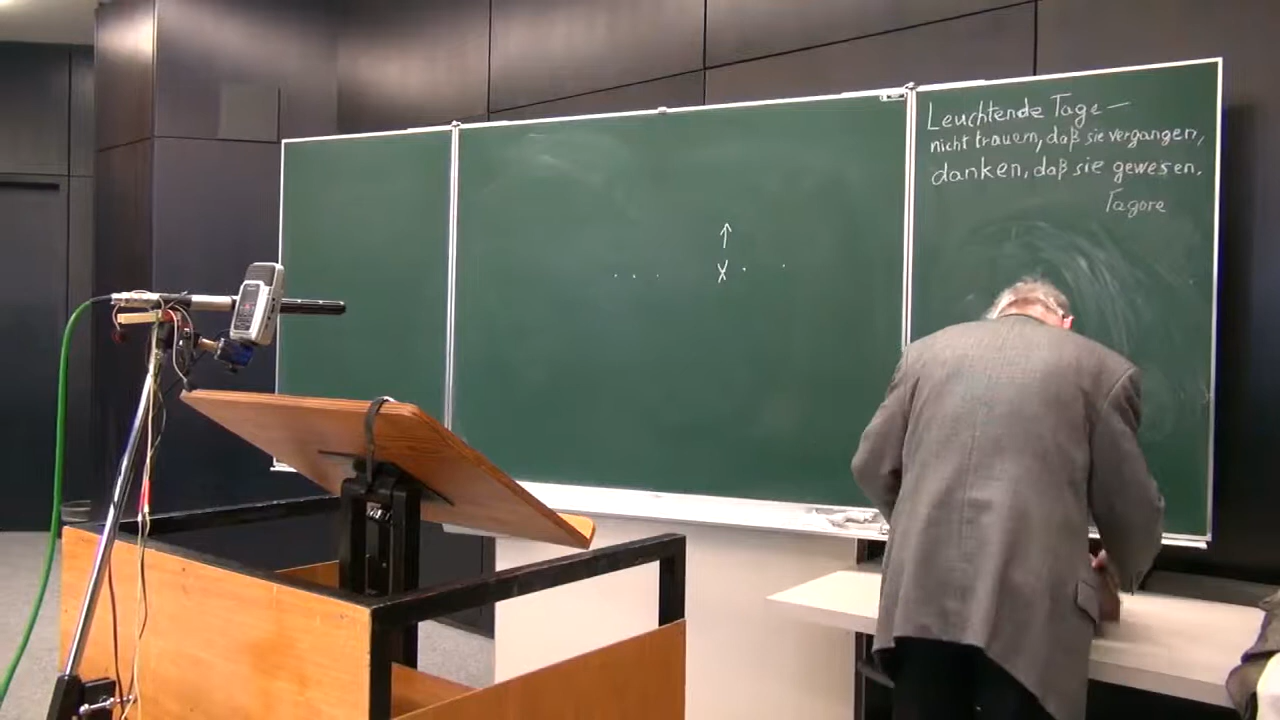 Leuchtende Tage —
nicht trauern, daß sie vergangen,
danken, daß sie gewesen.
Tagore
X